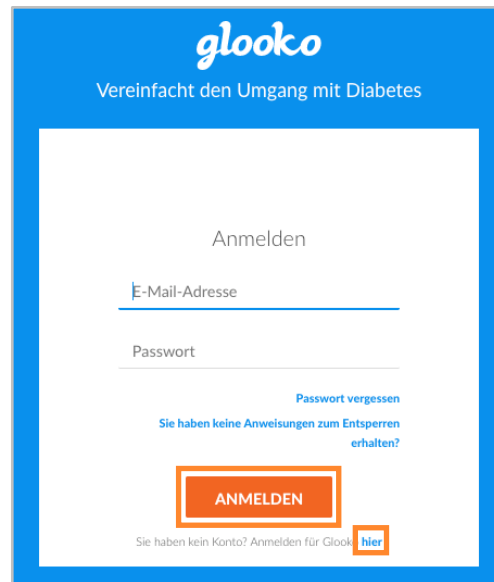 glooko
Vereinfacht den Umgang mit Diabetes
Anmelden
E-Mail-Adresse
Passwort
Passwort vergessen
Sie haben keine Anweisungen zum Entsperren
erhalten?
ANMELDEN
Sie haben kein Konto? Anmelden für Glook hier